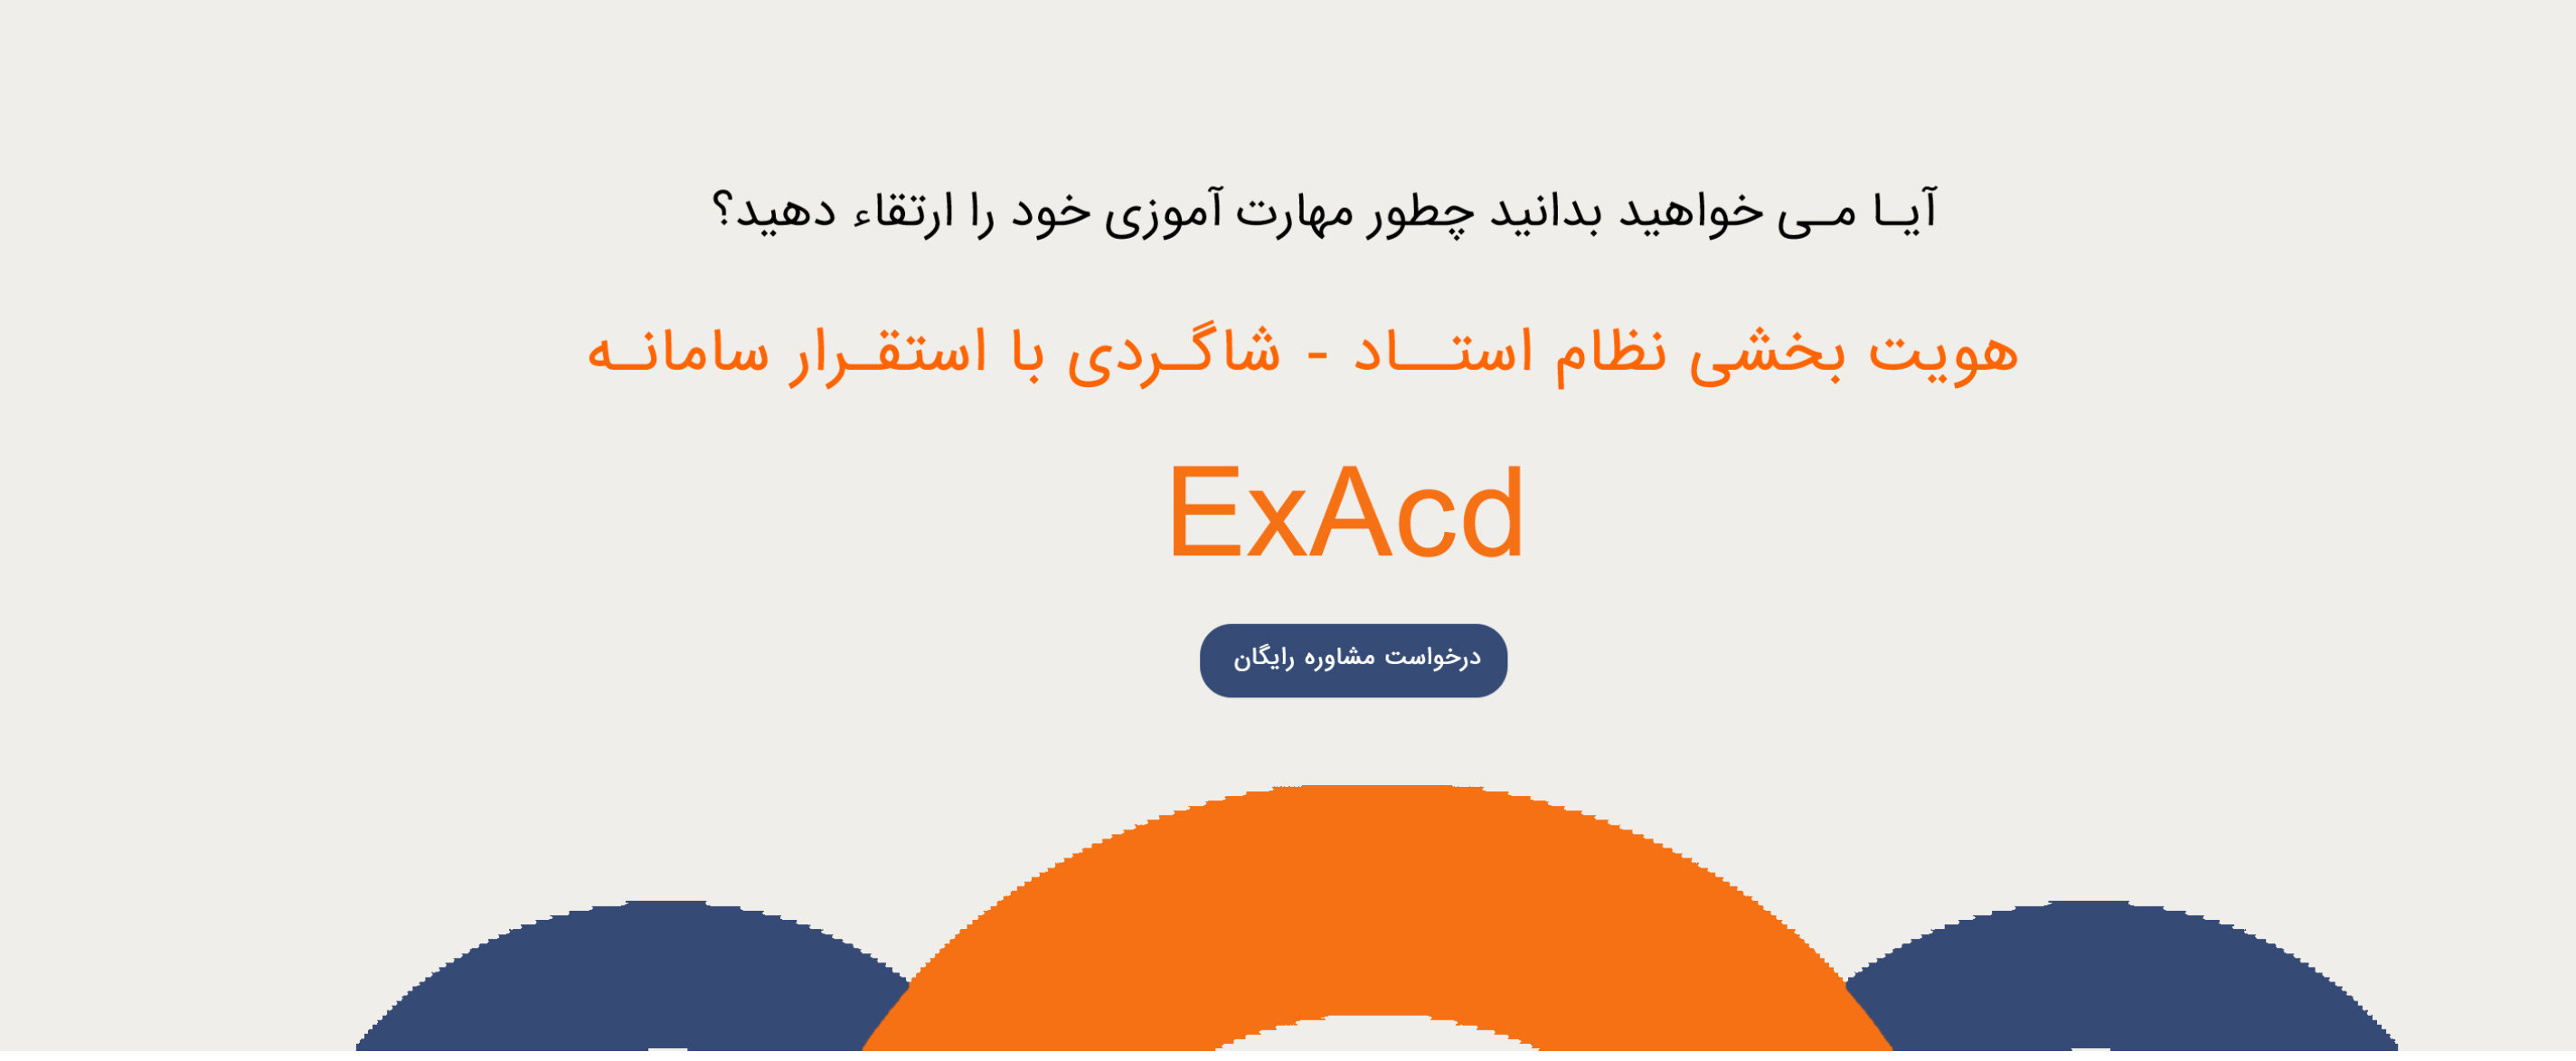 آیـا مـی خواهید بدانید چطور مهارت آموزی خود را ارتقاء دهید؟
هویت بخشی نظام استـــاد - شاگـردی با استقـرار سامانـه
ExAcd
درخواست مشاوره رایگان